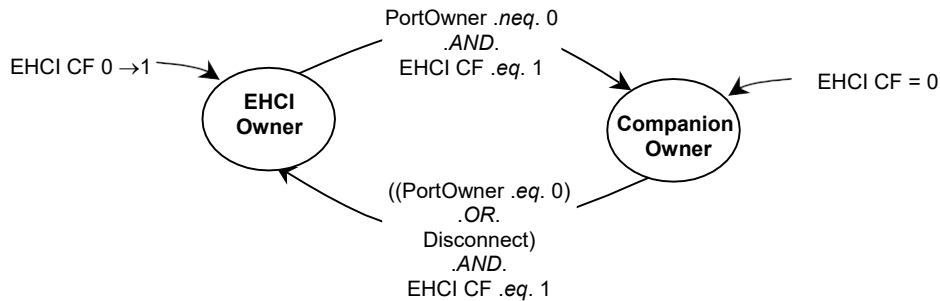 PortOwner .neq. 0
.AND.
EHCI CF .eq. 1
EHCI CF 0 →1
EHCI CF = 0
EHCI
Owner
Companion
Owner
((PortOwner .eq. 0)
.OR.
Disconnect)
.AND.
EHCI CF .eq. 1